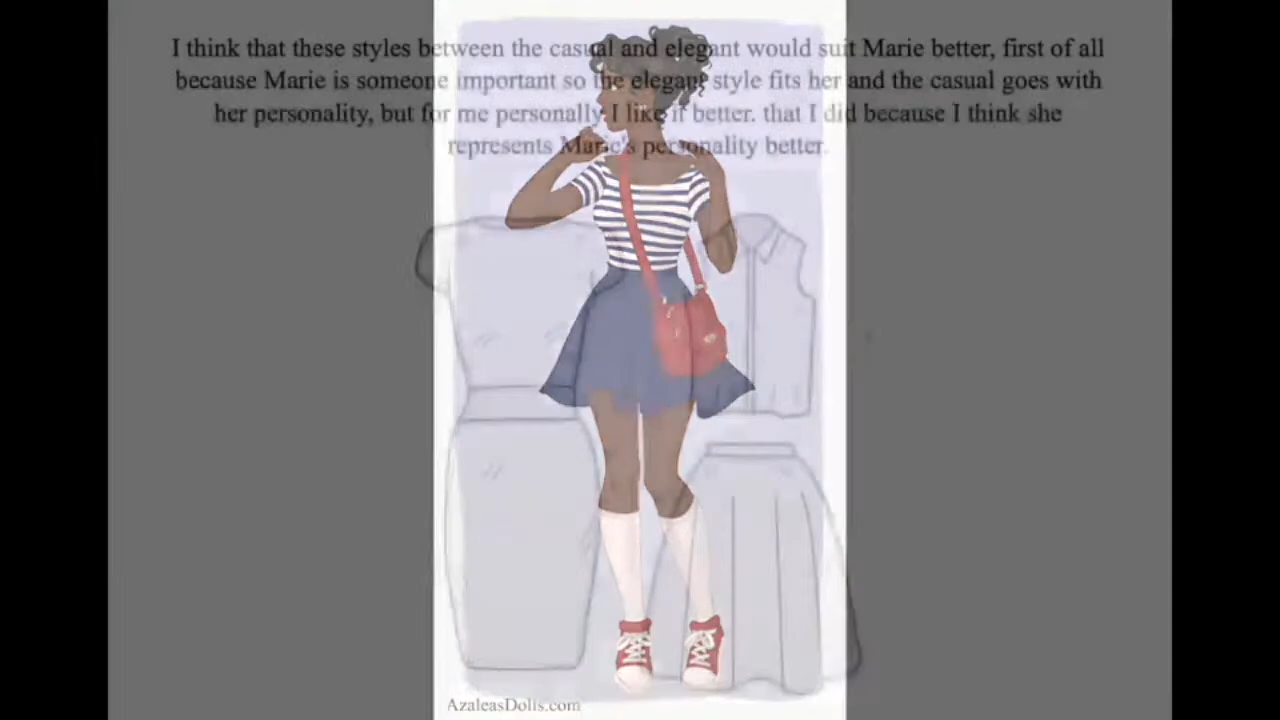 I think that these styles between the casual and elegant would suit Marie better, first of all
because Marie is someone important so the elegant style fits her and the casual goes with
her personality, but for me personally I like it better. that I did because I think she
represents Marie's personality better.
AzaleasDolls.com